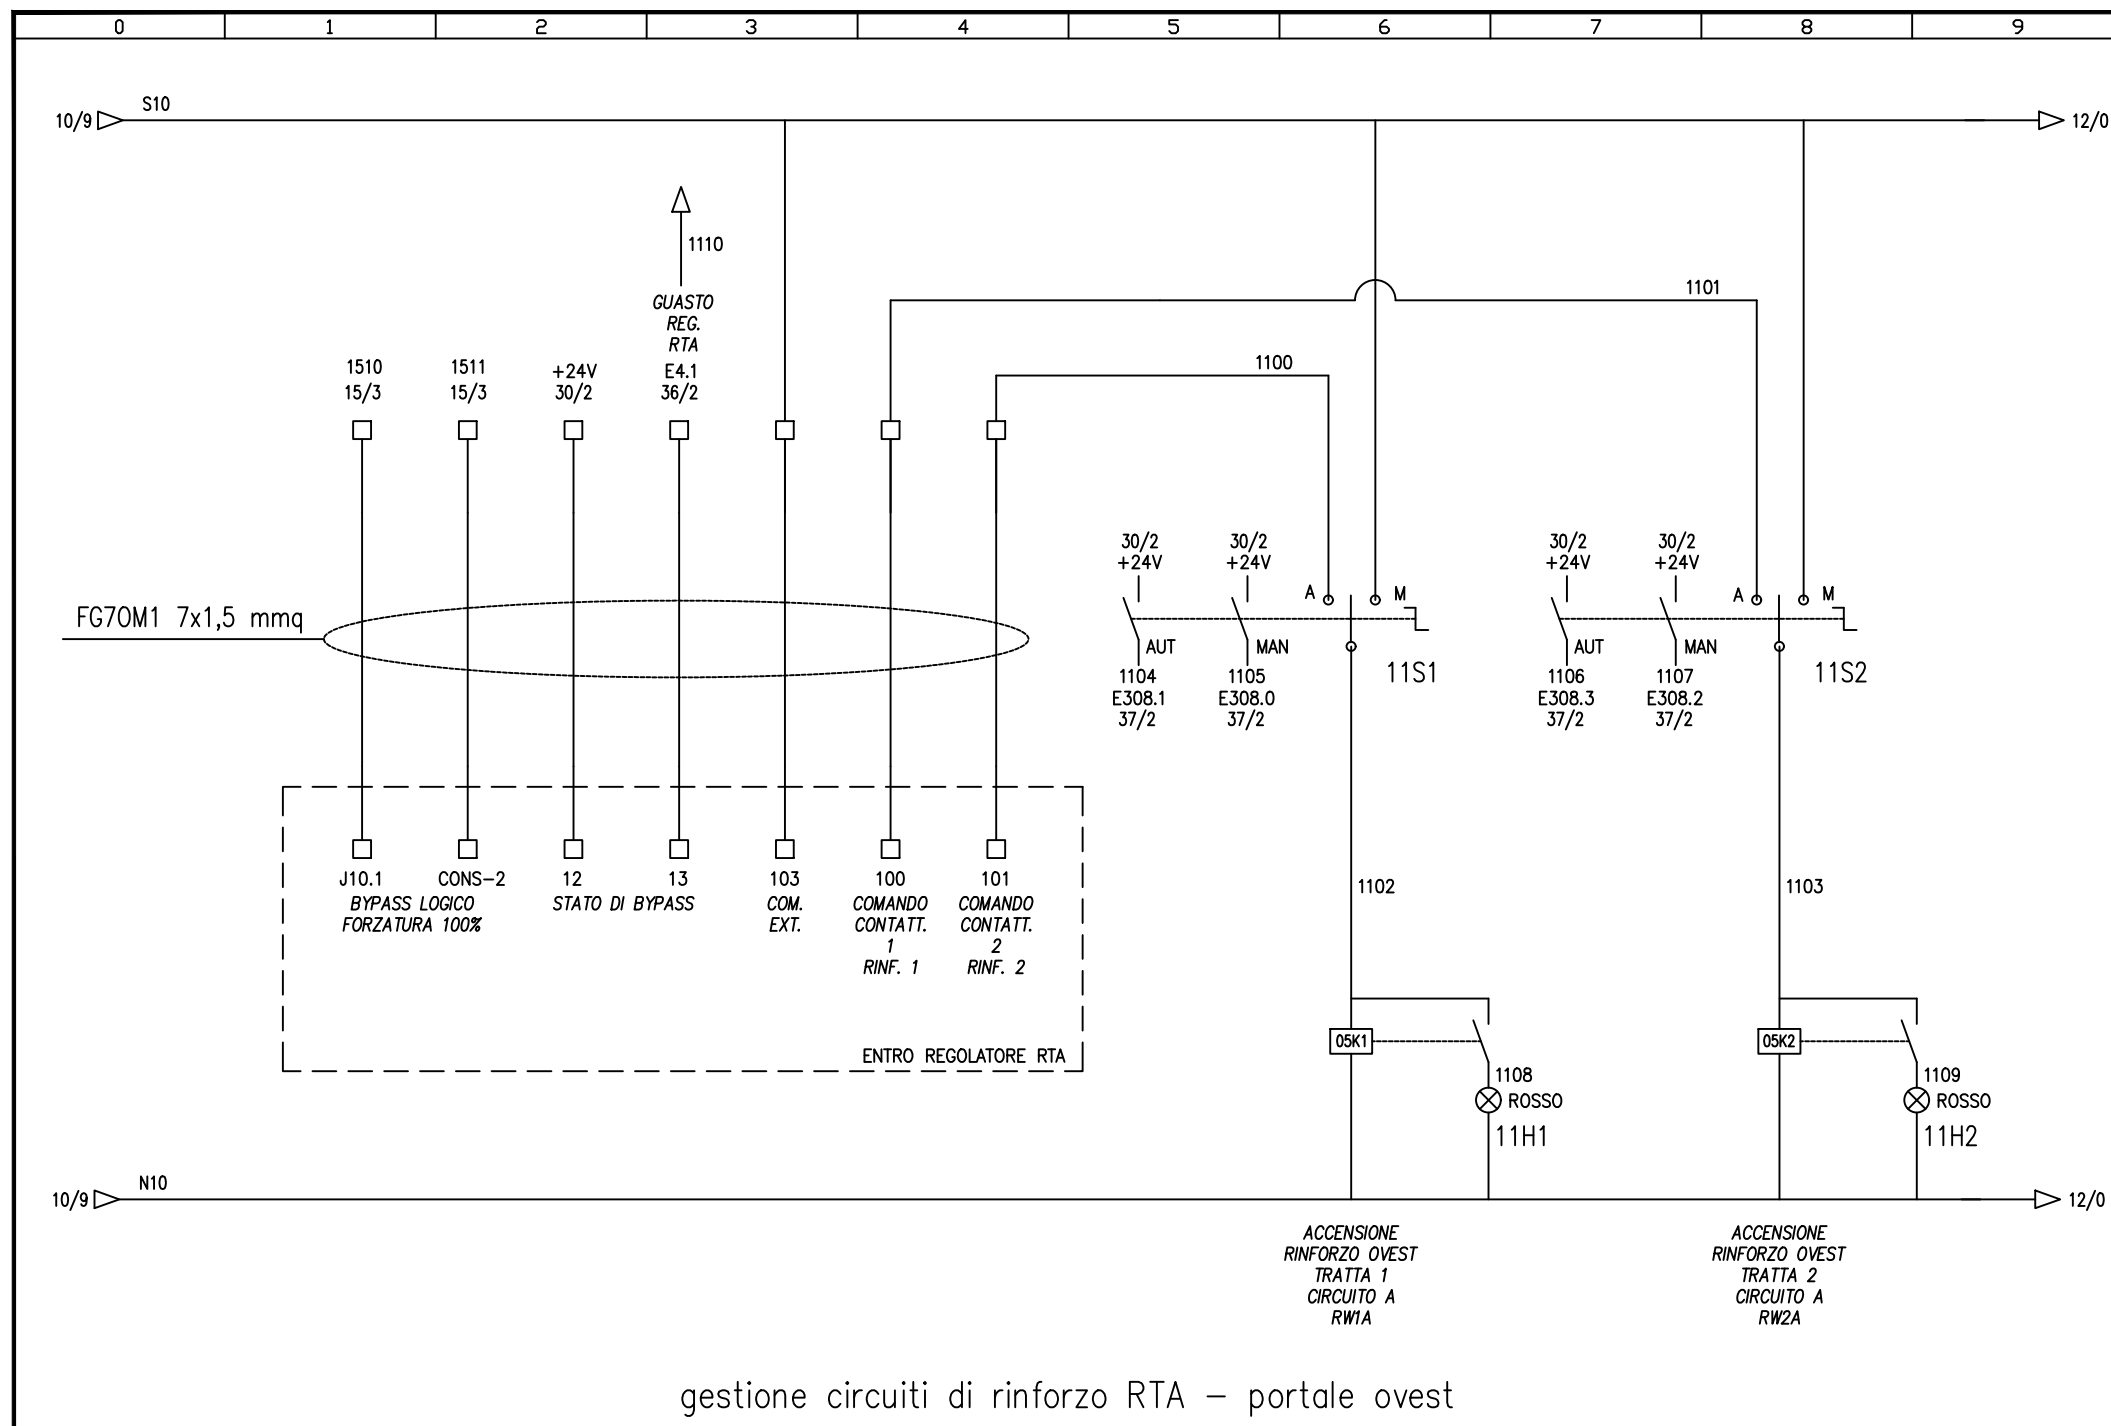 0 1 2 3 4 5 6 7 8 9
S10
10/9 12/0
1110
GUASTO
REG.
RTA
1101
1100
1510 1511 +24V E4.1
15/3 15/3 30/2 36/2
30/2 30/2 30/2 30/2
+24V +24V +24V +24V
A M A M
FG7OM1 7x1,5 mmq
AUT MAN AUT MAN
11S1 11S2
1104 1105 1106 1107
E308.1 E308.0 E308.3 E308.2
37/2 37/2 37/2 37/2
J10.1 CONS-2 12 13 103 100 101
BYPASS LOGICO
FORZATURA 100%
STATO DI BYPASS
COM.
EXT.
COMANDO
CONTATT.
1
RINF. 1
COMANDO
CONTATT.
2
RINF. 2
1102 1103
ENTRO REGOLATORE RTA
05K1 05K2
1108 1109
ROSSO ROSSO
11H1 11H2
N10
10/9 12/0
ACCENSIONE
RINFORZO OVEST
TRATTA 1
CIRCUITO A
RW1A
ACCENSIONE
RINFORZO OVEST
TRATTA 2
CIRCUITO A
RW2A
gestione circuiti di rinforzo RTA – portale ovest